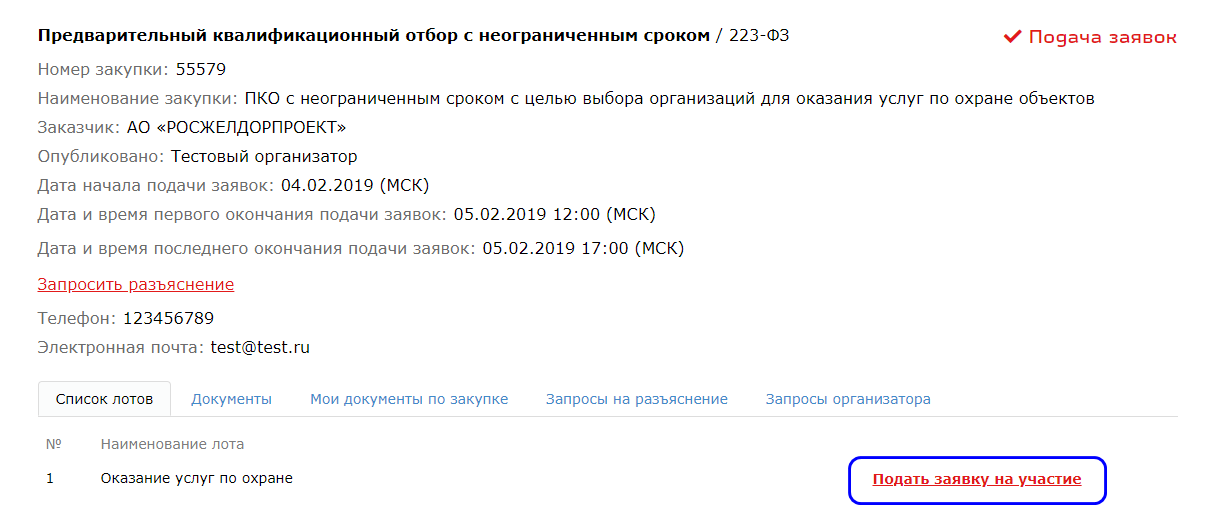 Предварительный квалификационный отбор с неограниченным сроком / 223-ФЗ
Подача заявок
Номер закупки: 55579
Наименование закупки: ПКО с неограниченным сроком с целью выбора организаций для оказания услуг по охране объектов
Заказчик: АО «РОСЖЕЛДОРПРОЕКТ»
Опубликовано: Тестовый организатор
Дата начала подачи заявок: 04.02.2019 (МСК)
Дата и время первого окончания подачи заявок: 05.02.2019 12:00 (МСК)
Дата и время последнего окончания подачи заявок: 05.02.2019 17:00 (МСК)
Запросить разъяснение
Телефон: 123456789
Электронная почта: test@test.ru
Список лотов Документы Мои документы по закупке Запросы на разъяснение Запросы организатора
№ Наименование лота
1 Оказание услуг по охране Подать заявку на участие